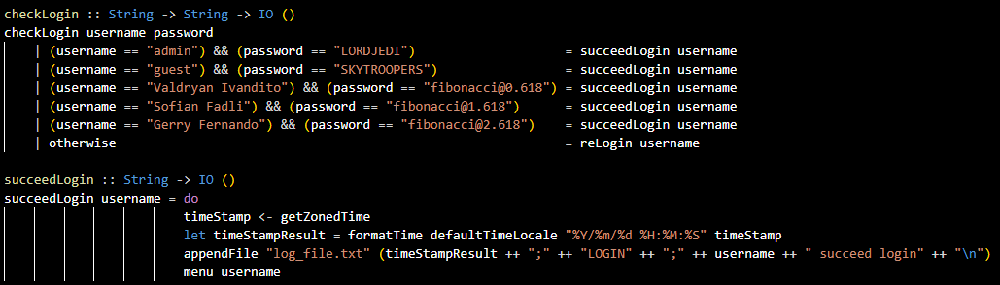 checkLogin :: String -> String -> IO ()
checkLogin username password
    | (username == "admin") && (password == "LORDJEDI")                    = succeedLogin username
    | (username == "guest") && (password == "SKYTROOPERS")                 = succeedLogin username
    | (username == "Valdryan Ivandito") && (password == "fibonacci@0.618") = succeedLogin username
    | (username == "Sofian Fadli") && (password == "fibonacci@1.618")      = succeedLogin username
    | (username == "Gerry Fernando") && (password == "fibonacci@2.618")    = succeedLogin username
    | otherwise                                                            = reLogin username
succeedLogin :: String -> IO ()
succeedLogin username = do
                        timeStamp <- getZonedTime
                        let timeStampResult = formatTime defaultTimeLocale "%Y/%m/%d %H:%M:%S" timeStamp
                        appendFile "log_file.txt" (timeStampResult ++ ";" ++ "LOGIN" ++ ";" ++ username ++ " succeed login" ++ "\n")
                        menu username